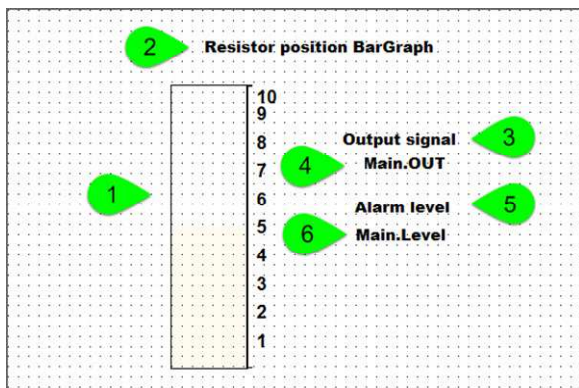 2 Resistor position BarGraph
10
9
8
Output signal 3
7
4 Main.OUT
1
6
Alarm level 5
5
6 Main.Level
4
3
2
1